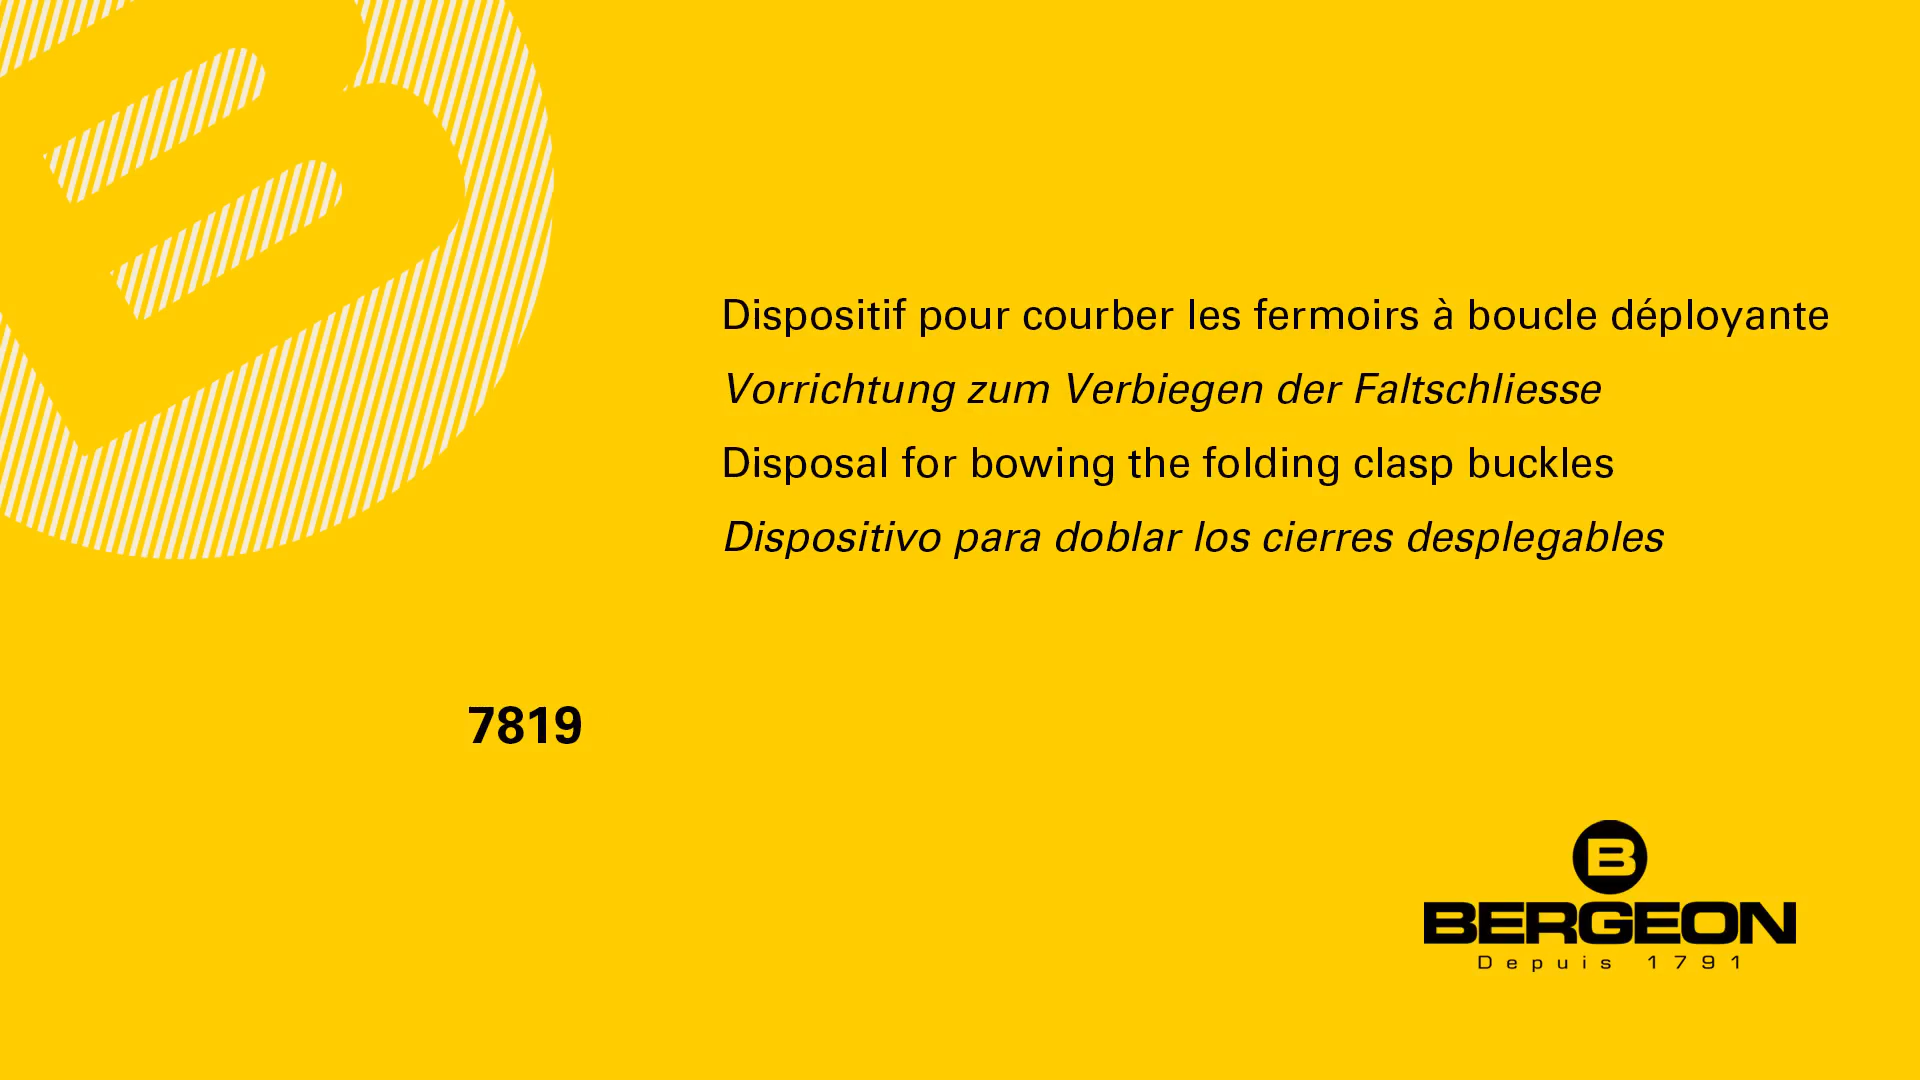 B
Dispositif pour courber les fermoirs à boucle déployante
Vorrichtung zum Verbiegen der Faltschliesse
Disposal for bowing the folding clasp buckles
Dispositivo para doblar los cierres desplegables
7819
B
BERGEON
Depuis 1791